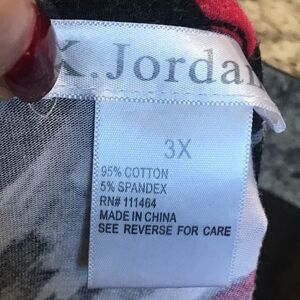 K. Jordan
3X
95% COTTON
5% SPANDEX
RN# 111464
MADE IN CHINA
SEE REVERSE FOR CARE